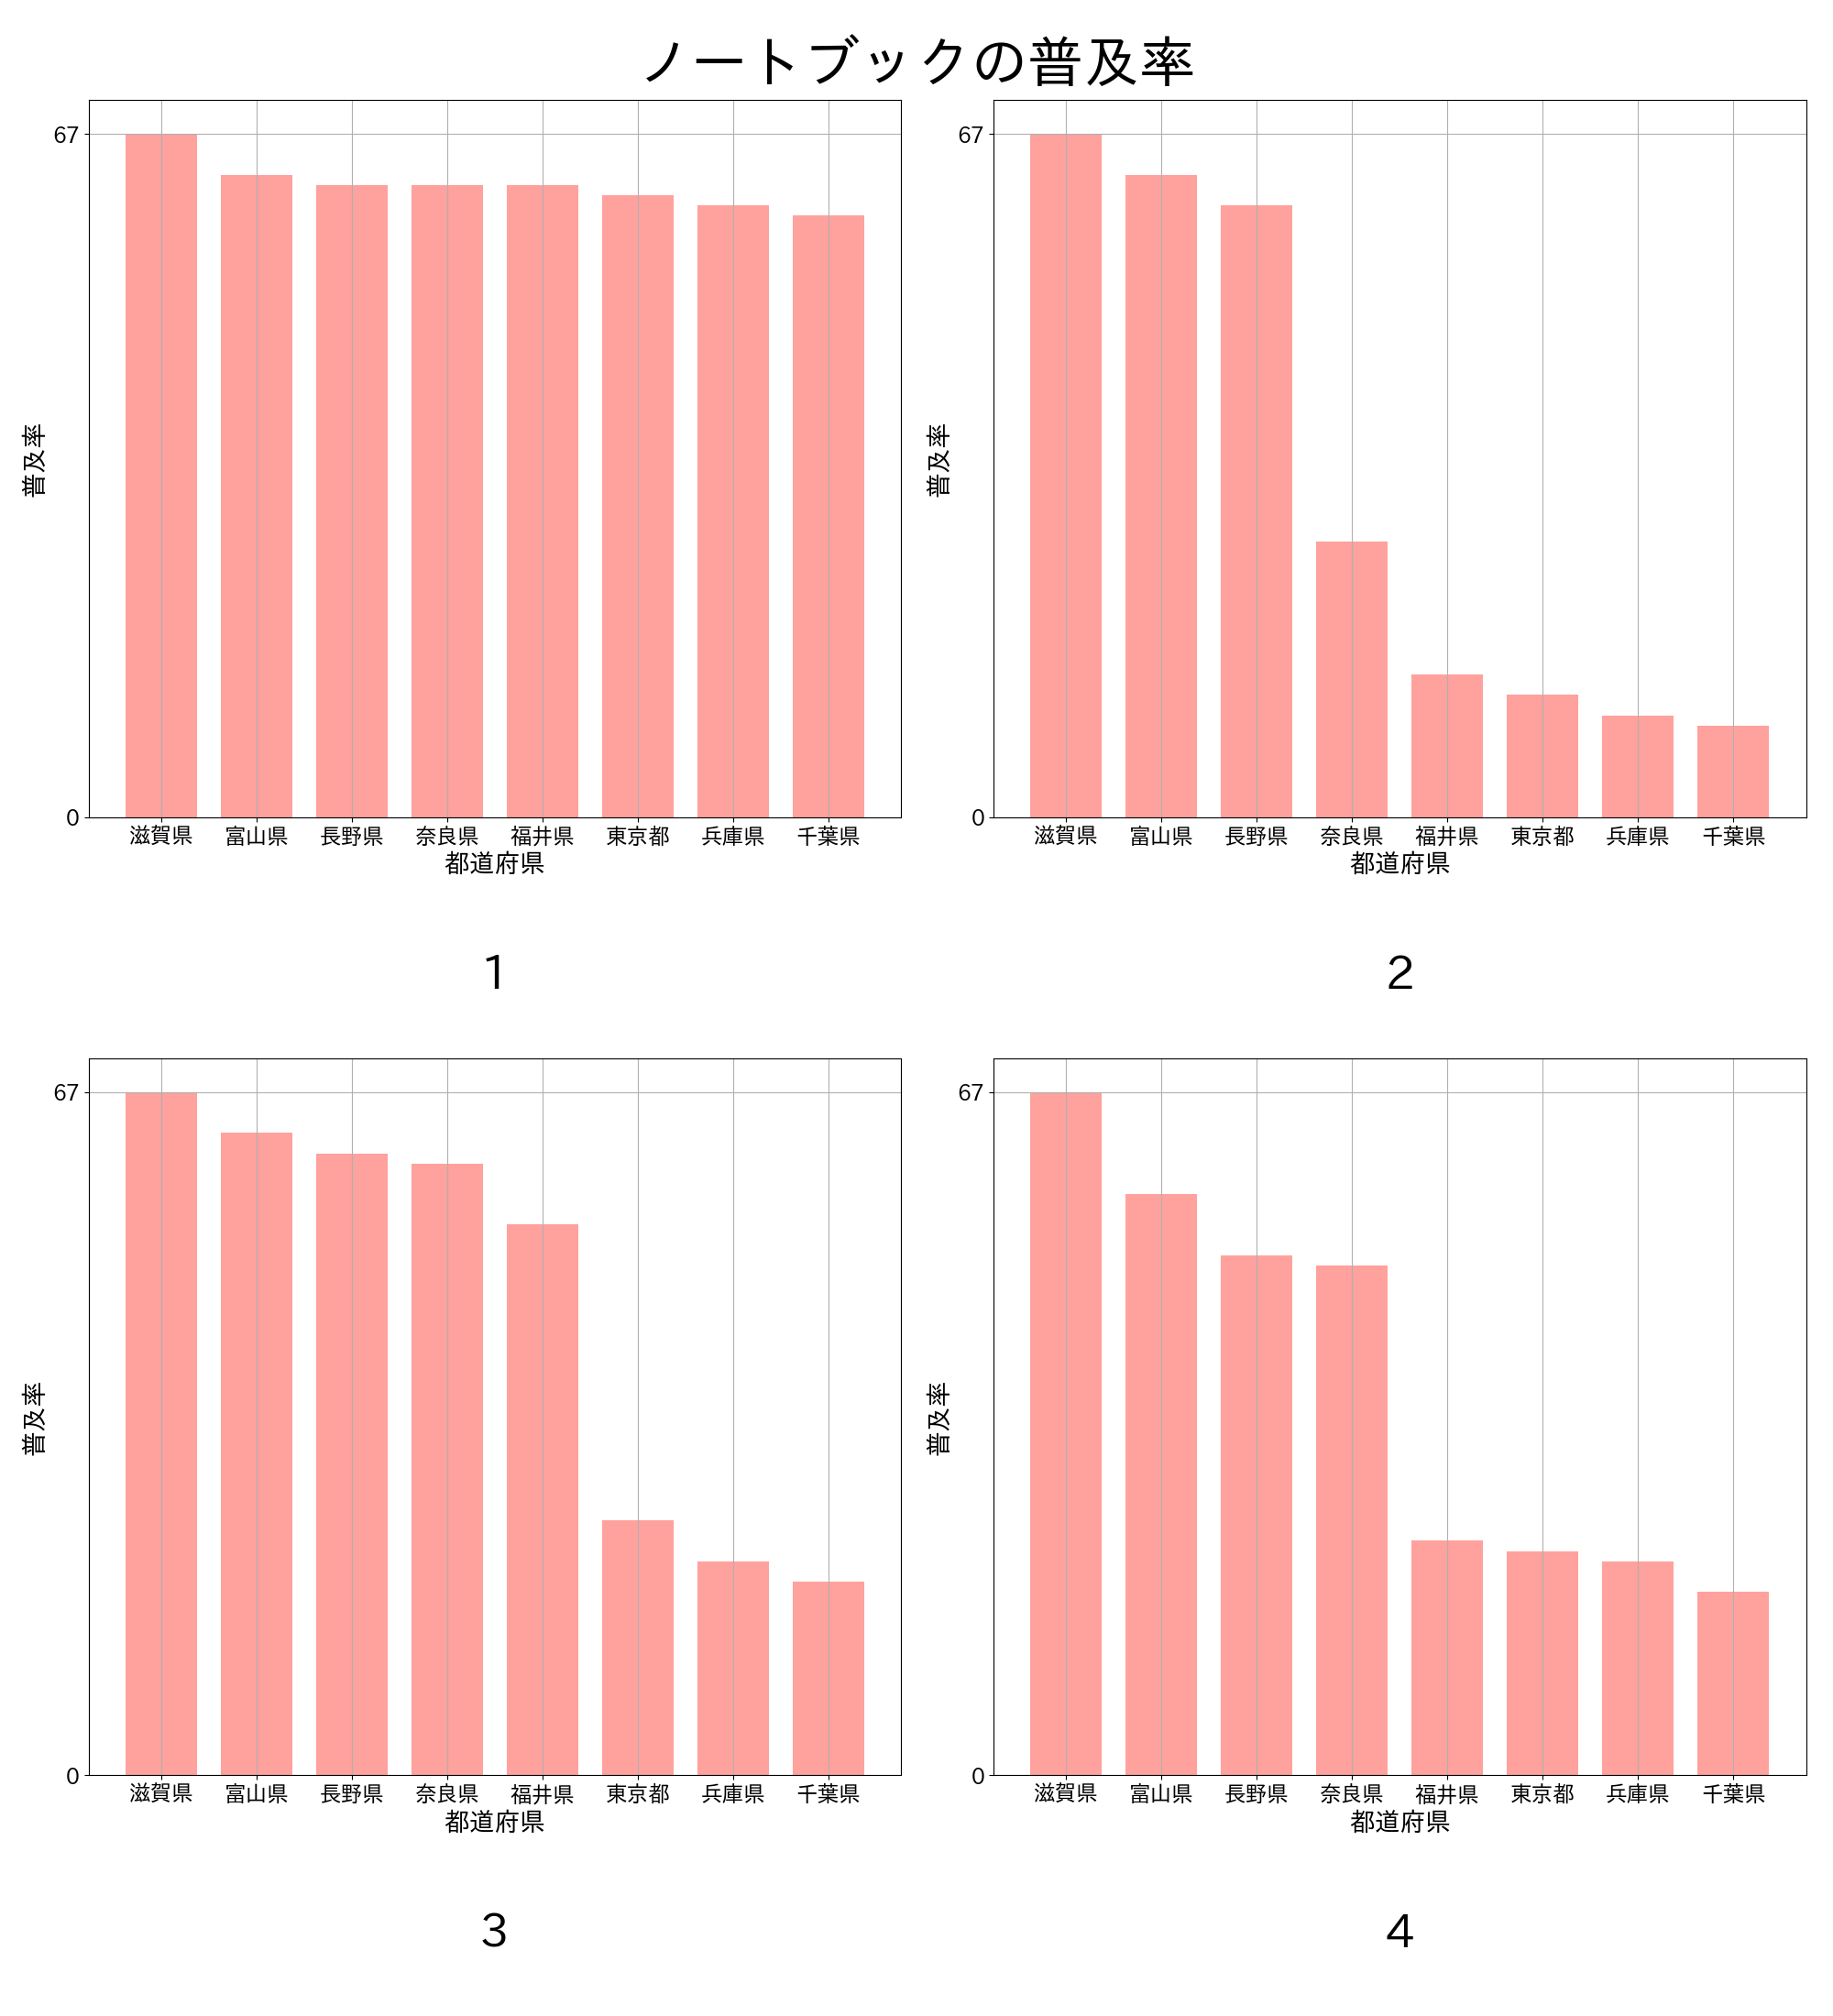 ノートブックの普及率
67
0
普及率
滋賀県 富山県 長野県 奈良県 福井県 東京都 兵庫県 千葉県
都道府県
1
67
0
普及率
滋賀県 富山県 長野県 奈良県 福井県 東京都 兵庫県 千葉県
都道府県
2
67
0
普及率
滋賀県 富山県 長野県 奈良県 福井県 東京都 兵庫県 千葉県
都道府県
3
67
0
普及率
滋賀県 富山県 長野県 奈良県 福井県 東京都 兵庫県 千葉県
都道府県
4